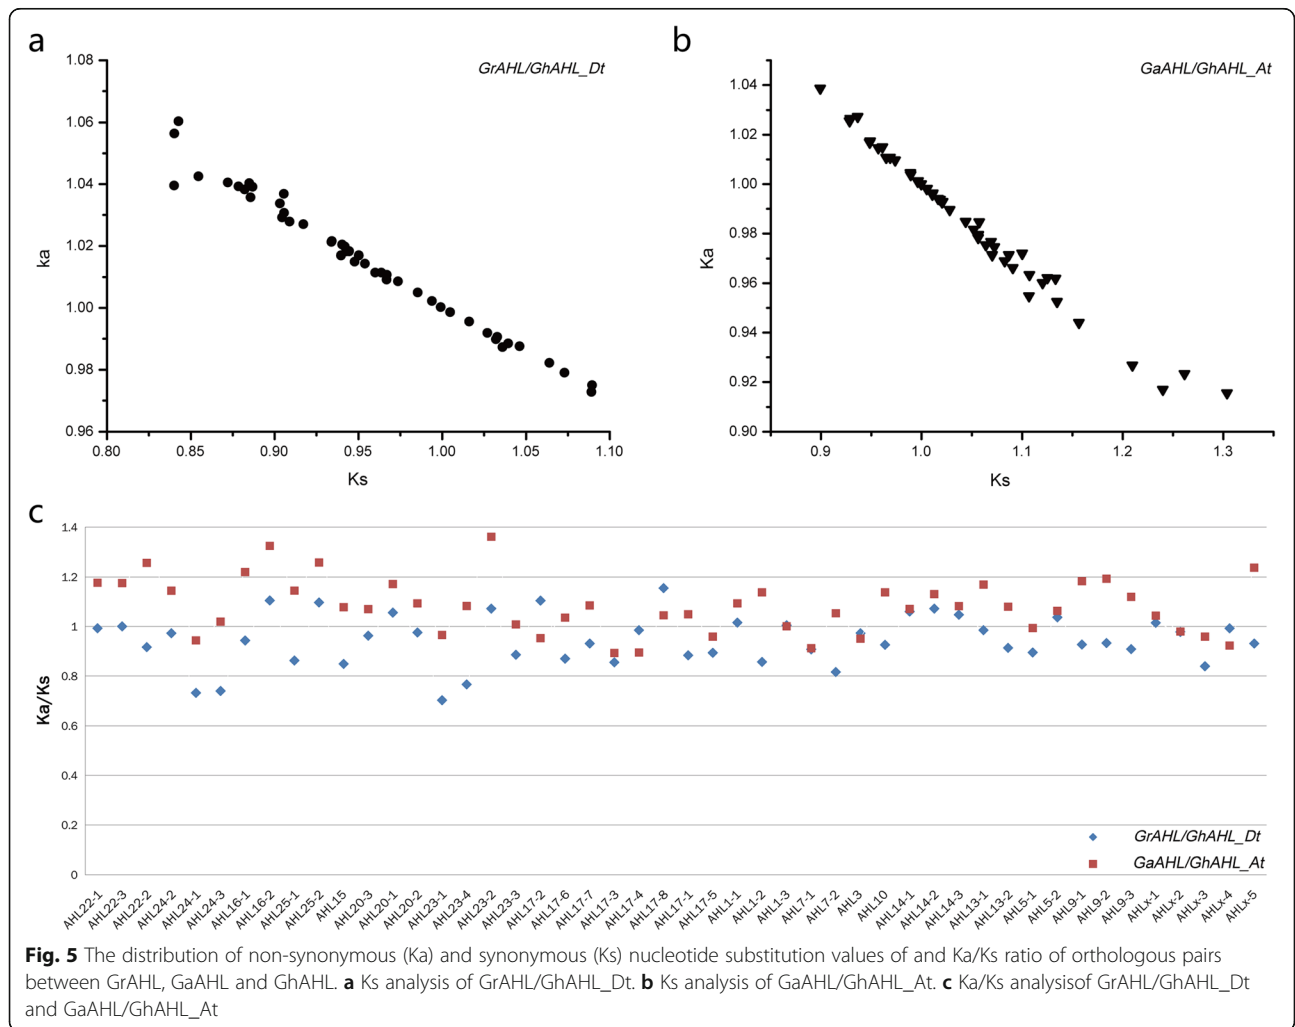 a
GrAHL/GhAHL_Dt
1.08
1.06
1.04
1.02
1.00
0.98
0.96
ka
0.80 0.85 0.90 0.95 1.00 1.05 1.10
Ks
b
GaAHL/GhAHL_At
1.04
1.02
1.00
0.98
0.96
0.94
0.92
0.90
Ka
0.9 1.0 1.1 1.2 1.3
Ks
c
1.4
1.2
1
0.8
0.6
0.4
0.2
0
Ka/Ks
GrAHL/GhAHL_Dt
GaAHL/GhAHL_At
AHL22-1 AHL22-3 AHL22-2 AHL24-2 AHL24-1 AHL24-3 AHL16-1 AHL16-2 AHL25-1 AHL25-2 AHL15 AHL20-3 AHL20-1 AHL20-2 AHL23-1 AHL23-4 AHL23-2 AHL23-3 AHL17-2 AHL17-6 AHL17-7 AHL17-3 AHL17-4 AHL17-8 AHL17-1 AHL17-5 AHL1-1 AHL1-2 AHL1-3 AHL7-1 AHL7-2 AHL3 AHL10 AHL14-1 AHL14-2 AHL14-3 AHL13-1 AHL13-2 AHL5-1 AHL5-2 AHL9-1 AHL9-2 AHL9-3 AHLx-1 AHLx-2 AHLx-3 AHLx-4 AHLx-5
Fig. 5 The distribution of non-synonymous (Ka) and synonymous (Ks) nucleotide substitution values of and Ka/Ks ratio of orthologous pairs
between GrAHL, GaAHL and GhAHL. a Ks analysis of GrAHL/GhAHL_Dt. b Ks analysis of GaAHL/GhAHL_At. c Ka/Ks analysisof GrAHL/GhAHL_Dt
and GaAHL/GhAHL_At